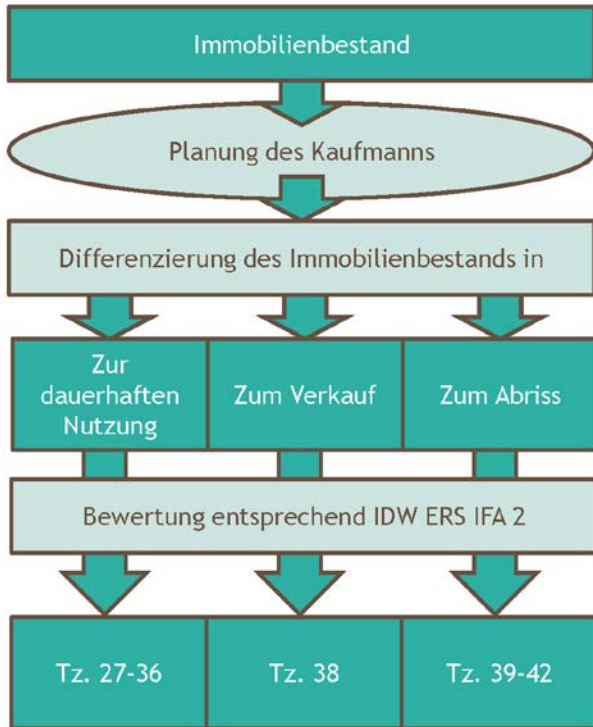 Immobilienbestand
Planung des Kaufmanns
Differenzierung des Immobilienbestands in
Zur
dauerhaften
Nutzung
Zum Verkauf
Zum Abriss
Bewertung entsprechend IDW ERS IFA 2
Tz. 27-36
Tz. 38
Tz. 39-42